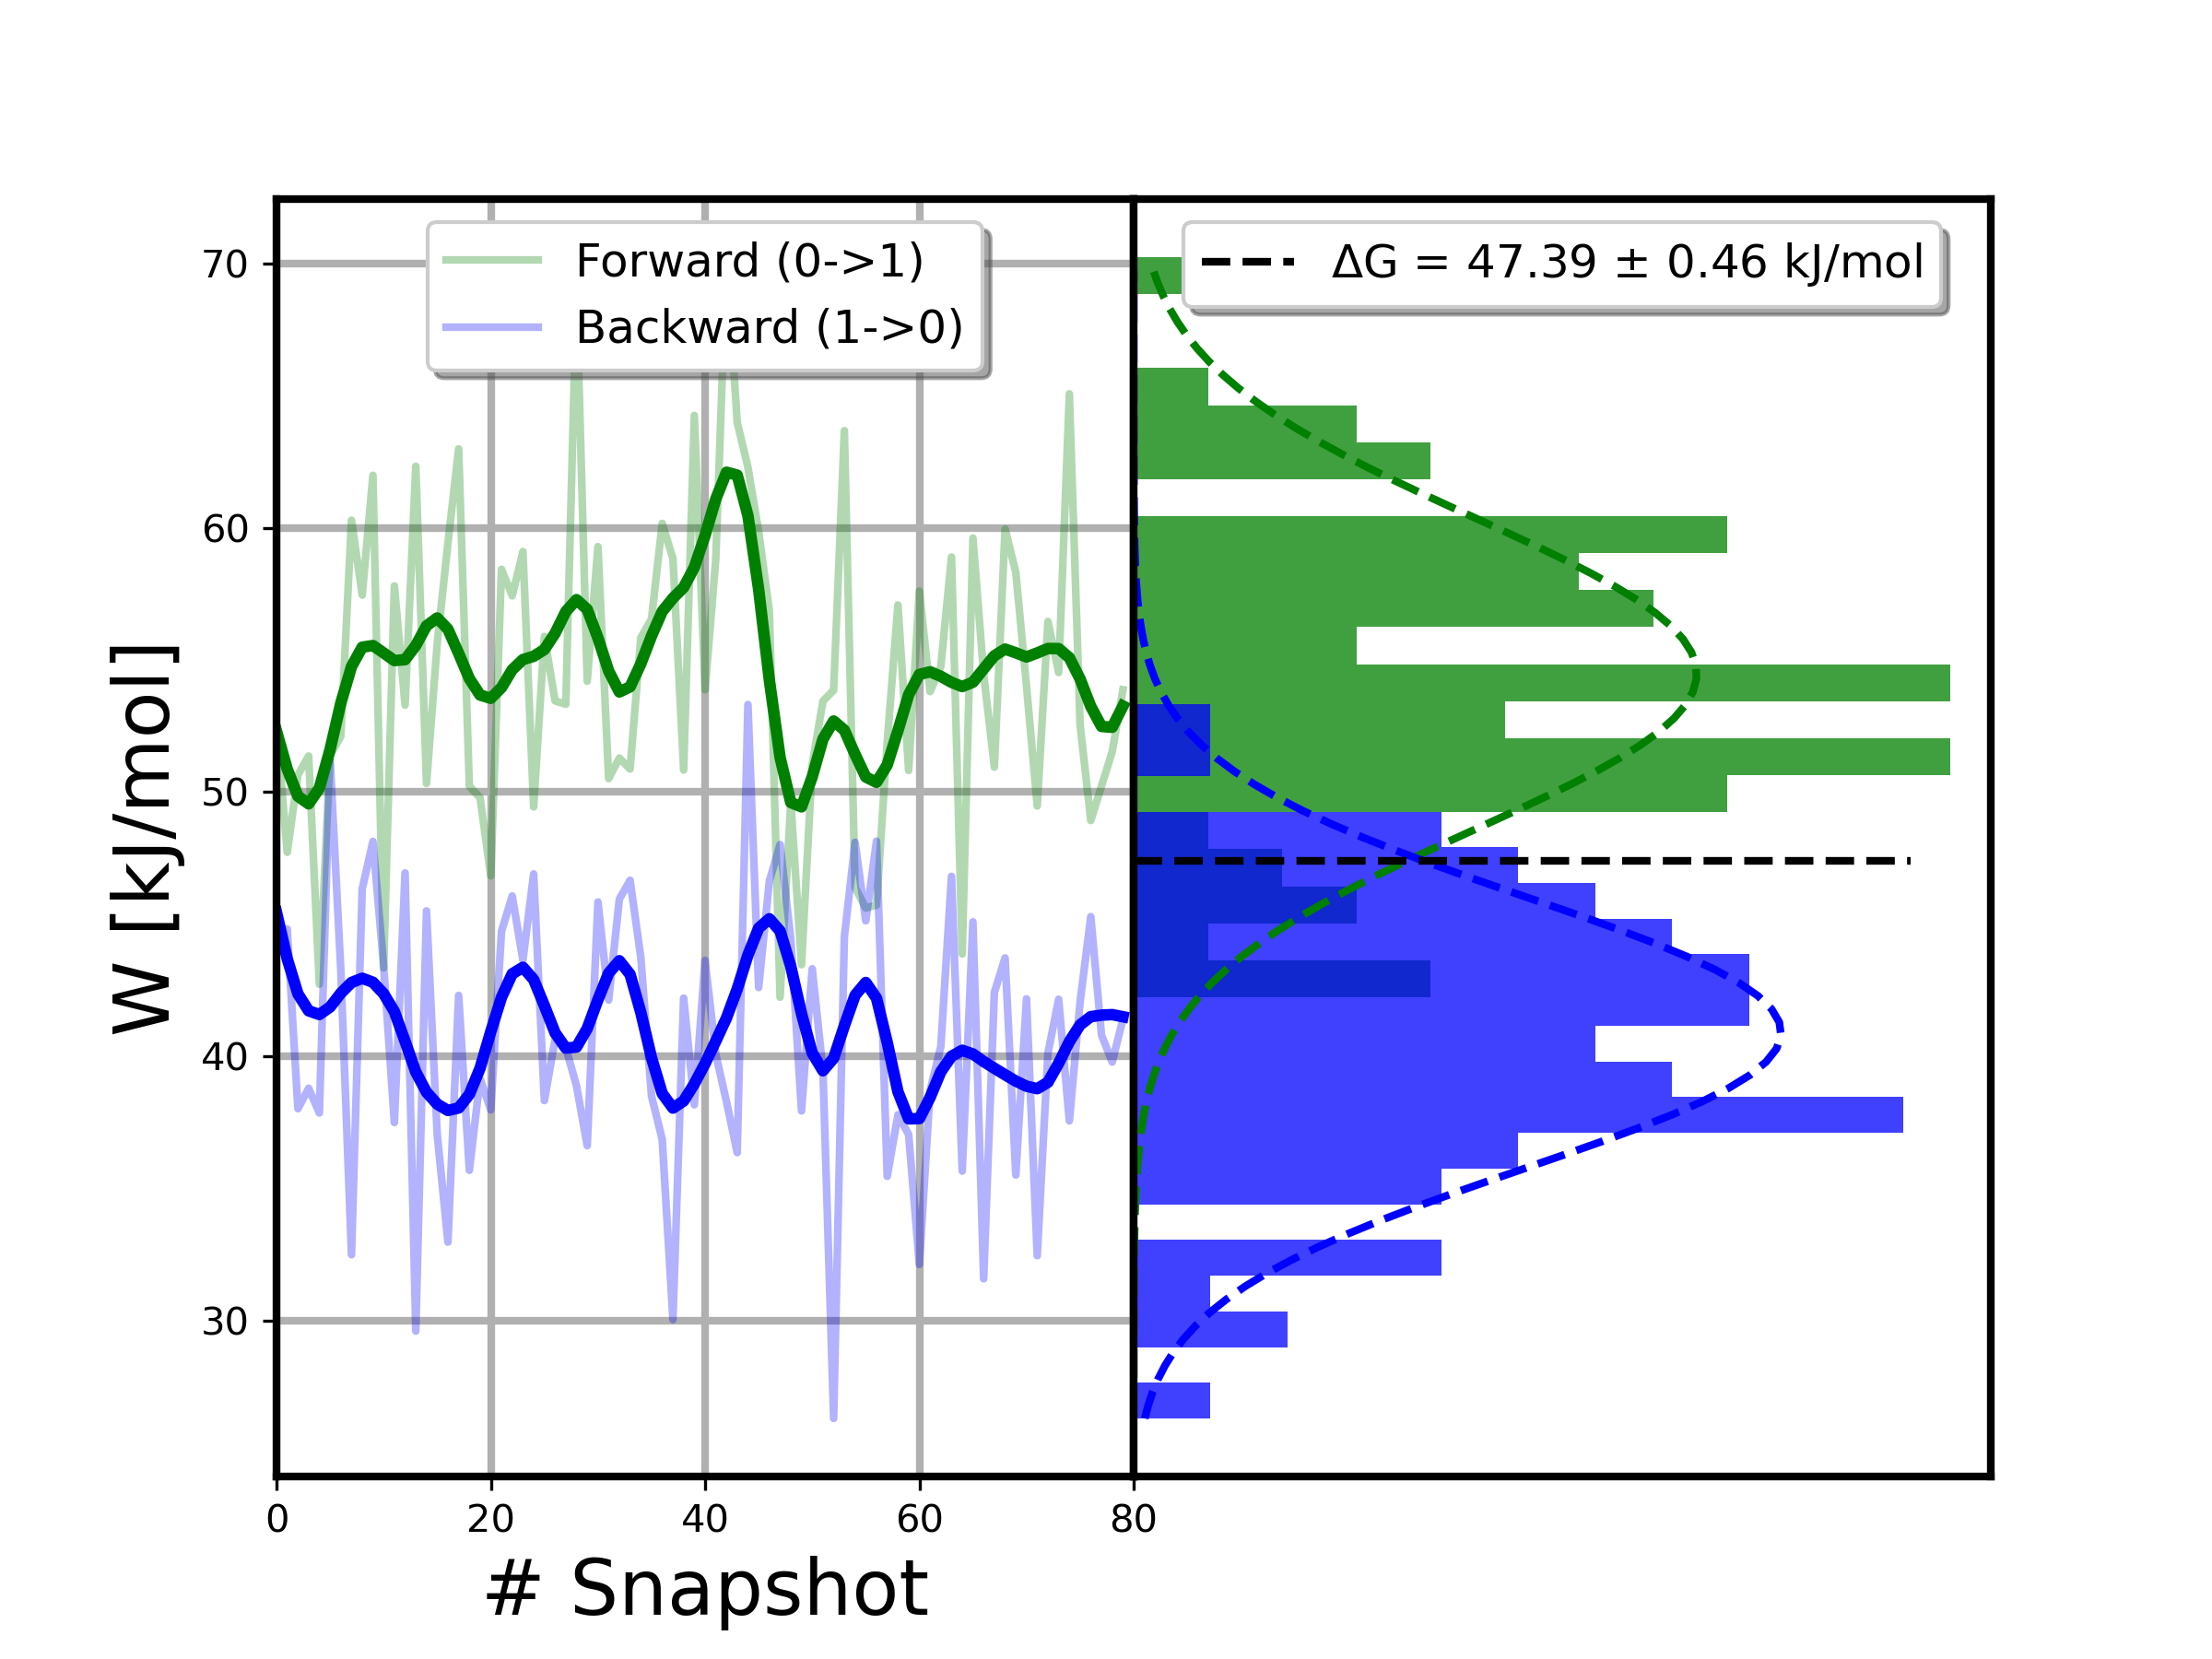 Forward (0->1)
Backward (1->0)
ΔG = 47.39 ± 0.46 kJ/mol
70
60
50
40
30
W [kJ/mol]
0 20 40 60 80
# Snapshot